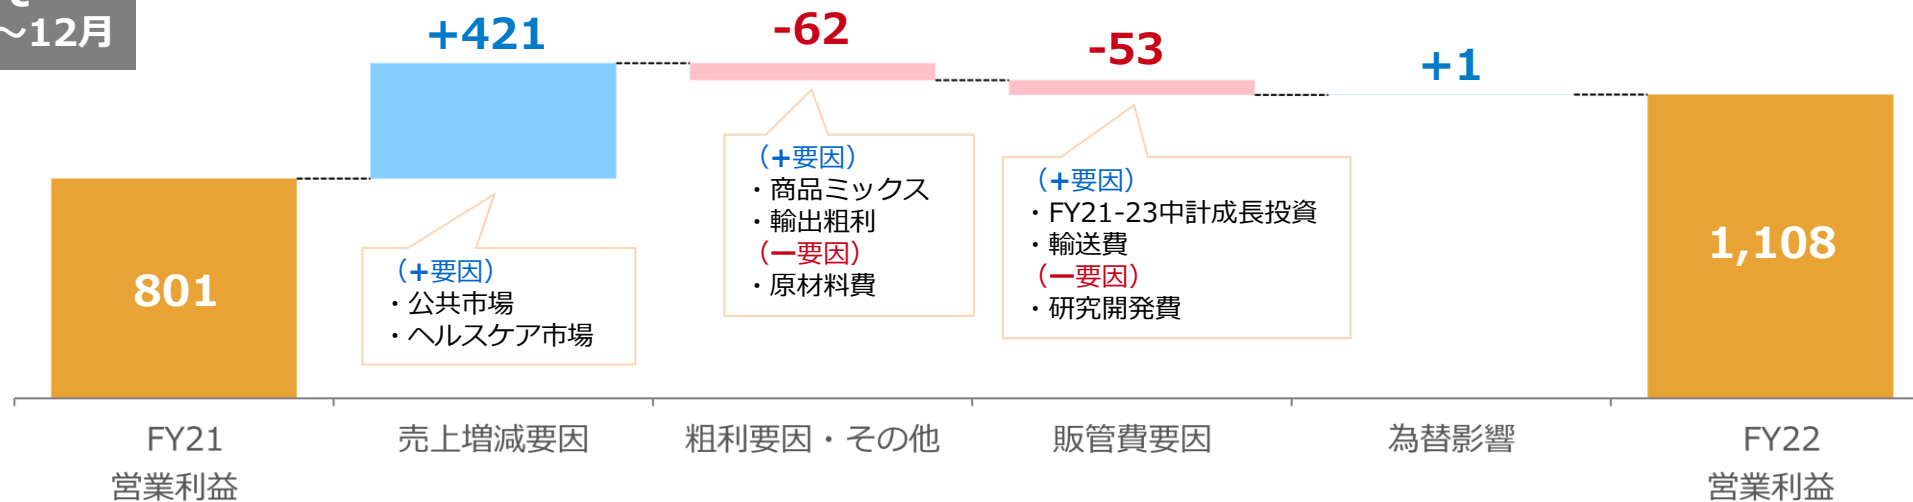 ～12月
+421
-62
-53
+1
801
（+要因）
・公共市場
・ヘルスケア市場
（+要因）
・商品ミックス
・輸出粗利
（ー要因）
・原材料費
（+要因）
・FY21-23中計成長投資
・輸送費
（ー要因）
・研究開発費
1,108
FY21
営業利益
売上増減要因
粗利要因・その他
販管費要因
為替影響
FY22
営業利益